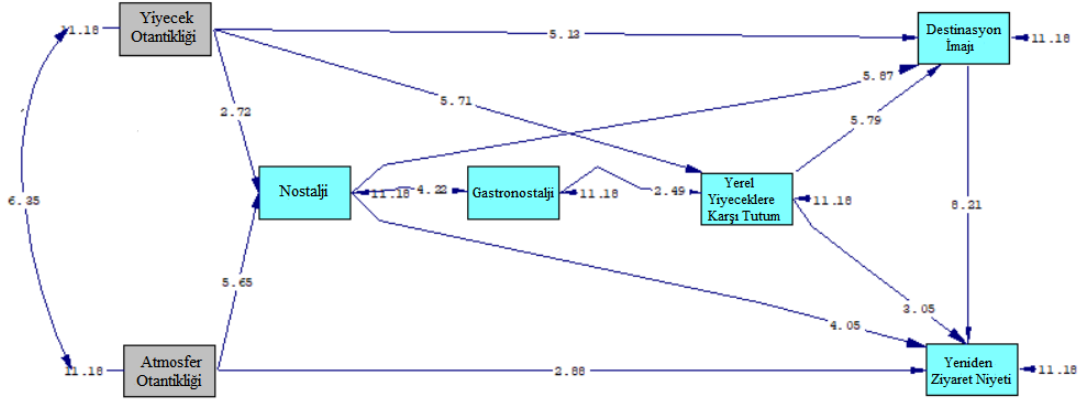 11.18
Yiyecek
Otantikliği
5.13
Destinasyon
İmajı
11.18
5.87
5.71
2.72
5.79
Nostalji
11.18
4.22
Gastronostalji
11.18
2.49
Yerel
Yiyeceklere
Karşı Tutum
11.18
6.35
8.21
5.65
3.05
4.05
11.18
Atmosfer
Otantikliği
2.88
Yeniden
Ziyaret Niyeti
11.18